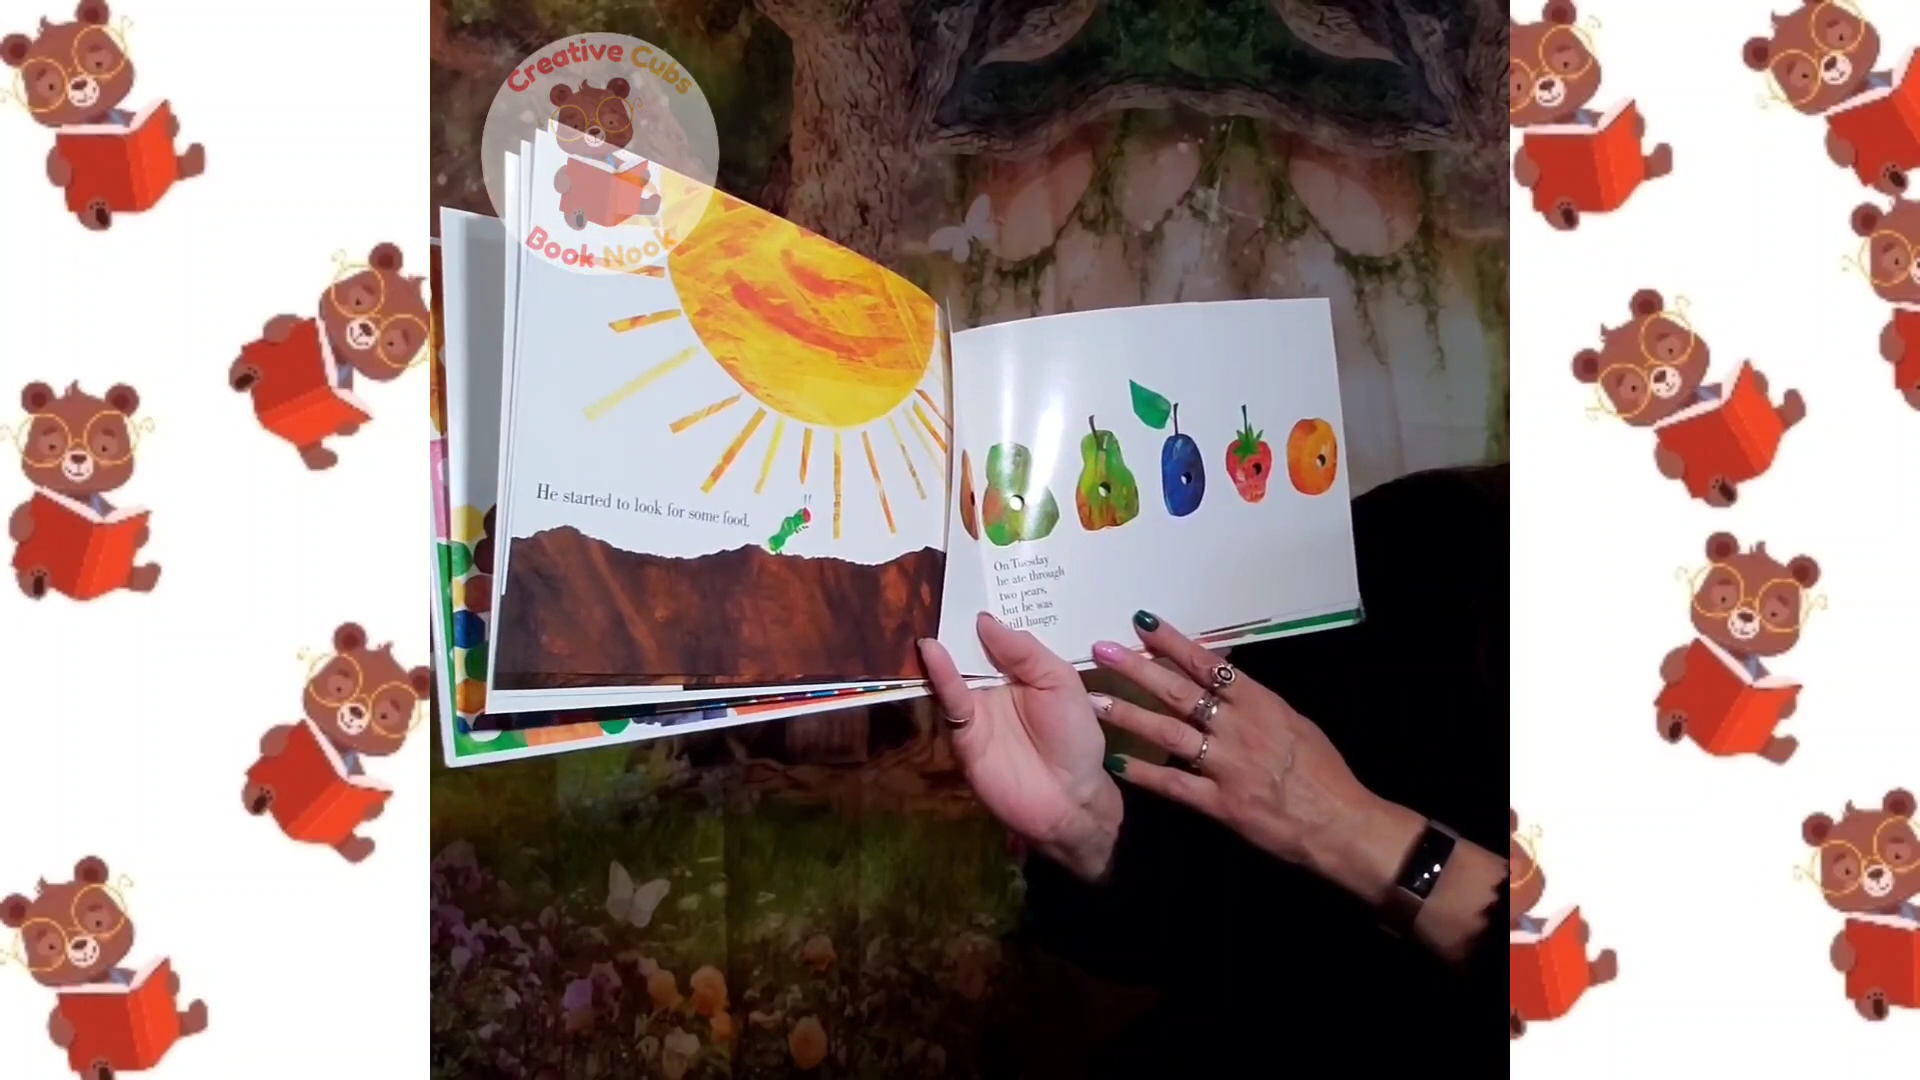 Creative Cubs
Book Nook
He started to look for some food.
On Tuesday
he ate through
two pears,
but he was
still hungry.